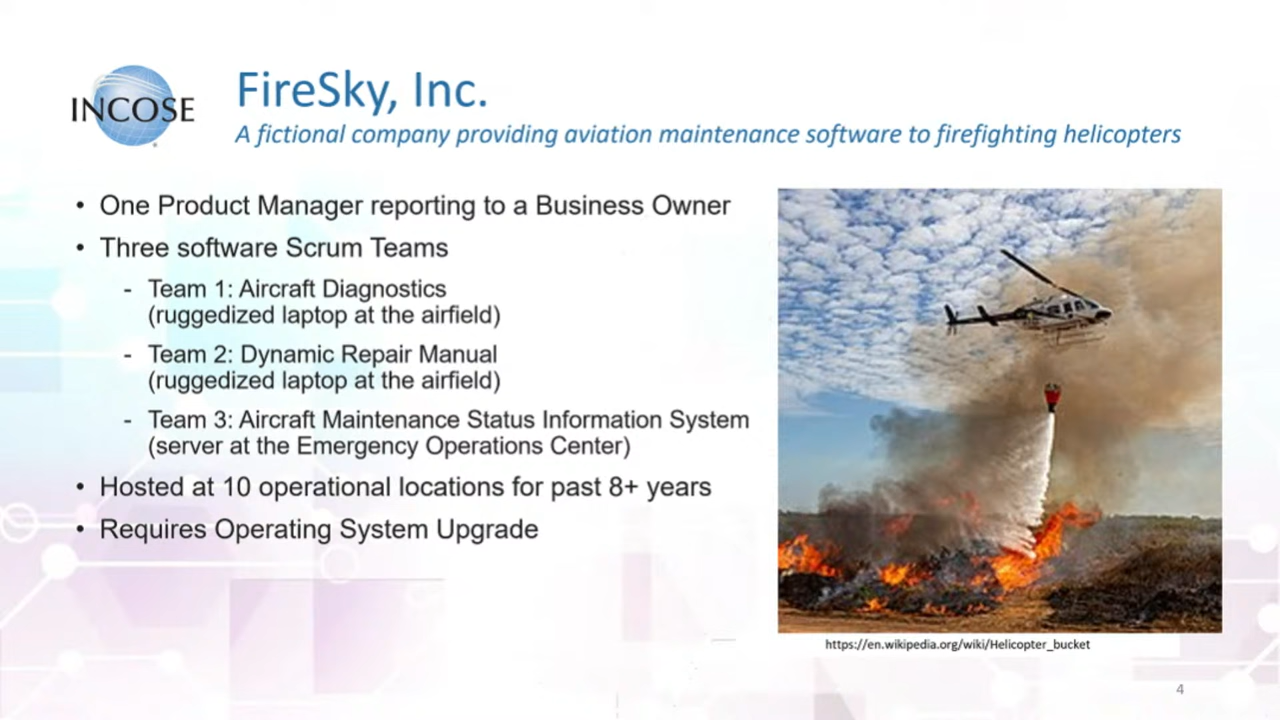 INCOSE
FireSky, Inc.
A fictional company providing aviation maintenance software to firefighting helicopters
• One Product Manager reporting to a Business Owner
• Three software Scrum Teams
- Team 1: Aircraft Diagnostics
(ruggedized laptop at the airfield)
- Team 2: Dynamic Repair Manual
(ruggedized laptop at the airfield)
- Team 3: Aircraft Maintenance Status Information System
(server at the Emergency Operations Center)
• Hosted at 10 operational locations for past 8+ years
• Requires Operating System Upgrade
https://en.wikipedia.org/wiki/Helicopter_bucket
4